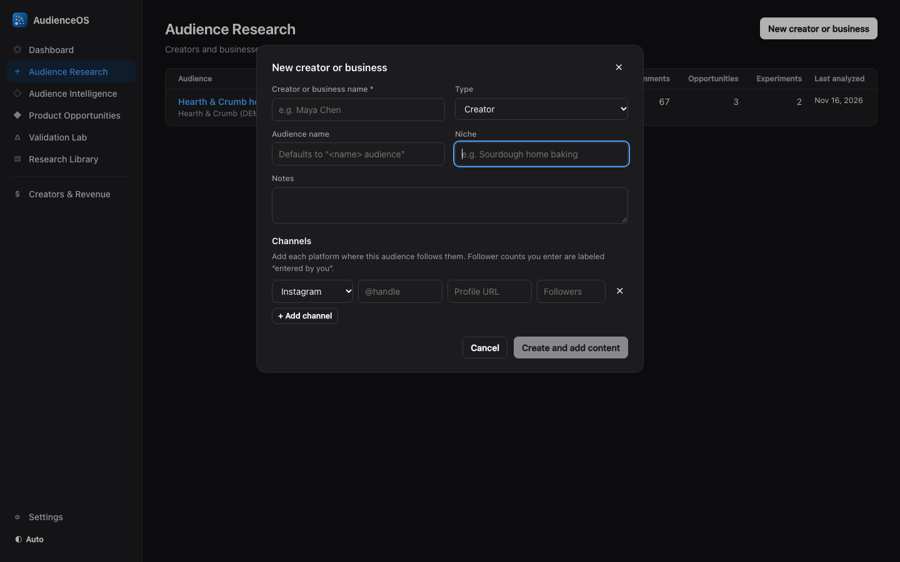 AudienceOS
Dashboard
Audience Research
Audience Intelligence
Product Opportunities
Validation Lab
Research Library
Creators & Revenue
Settings
Auto
Audience Research
Creators and businesse
New creator or business
Audience
nments
Opportunities
Experiments
Last analyzed
Hearth & Crumb ho
67
3
2
Nov 16, 2026
Hearth & Crumb (DE
New creator or business
Creator or business name *
Type
e.g. Maya Chen
Creator
Audience name
Niche
Defaults to "<name> audience"
e.g. Sourdough home baking
Notes
Channels
Add each platform where this audience follows them. Follower counts you enter are labeled
"entered by you".
Instagram
@handle
Profile URL
Followers
+ Add channel
Cancel
Create and add content